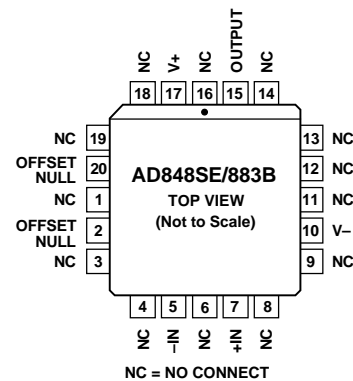 NC
V+
NC
OUTPUT
NC
18
17
16
15
14
NC 19
OFFSET
NULL 20
NC 1
OFFSET
NULL 2
NC 3
AD848SE/883B
TOP VIEW
(Not to Scale)
13 NC
12 NC
11 NC
10 V–
9 NC
4
5
6
7
8
NC
–IN
NC
+IN
NC
NC = NO CONNECT